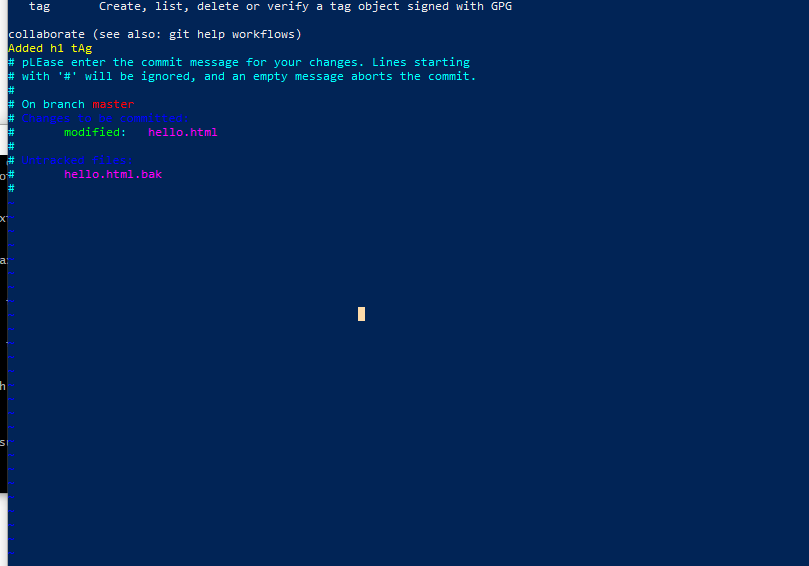 tag       Create, list, delete or verify a tag object signed with GPG
collaborate (see also: git help workflows)
Added h1 tAg
# pLEase enter the commit message for your changes. Lines starting
# with '#' will be ignored, and an empty message aborts the commit.
#
# On branch master
# Changes to be committed:
#       modified:   hello.html
#
# Untracked files:
#       hello.html.bak
#